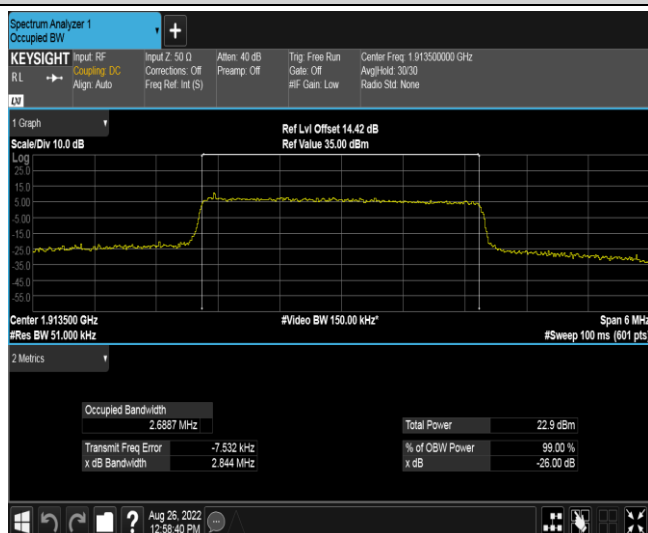 Spectrum Analyzer 1
Occupied BW
+
KEYSIGHT
R L
LXI
Input: RF
Coupling: DC
Align: Auto
Input Z: 50 Ω
Corrections: Off
Freq Ref: Int (S)
Atten: 40 dB
Preamp: Off
Trig: Free Run
Gate: Off
#IF Gain: Low
Center Freq: 1.913500000 GHz
Avg|Hold: 30/30
Radio Std: None
1 Graph
Scale/Div 10.0 dB
Ref Lvl Offset 14.42 dB
Ref Value 35.00 dBm
Log
25.0
15.0
5.00
-5.00
-15.0
-25.0
-35.0
-45.0
-55.0
Center 1.913500 GHz
#Res BW 51.000 kHz
#Video BW 150.00 kHz*
Span 6 MHz
#Sweep 100 ms (601 pts)
2 Metrics
Occupied Bandwidth
2.6887 MHz
Transmit Freq Error -7.532 kHz
x dB Bandwidth 2.844 MHz
Total Power 22.9 dBm
% of OBW Power 99.00 %
x dB -26.00 dB
?
Aug 26, 2022
12:58:40 PM